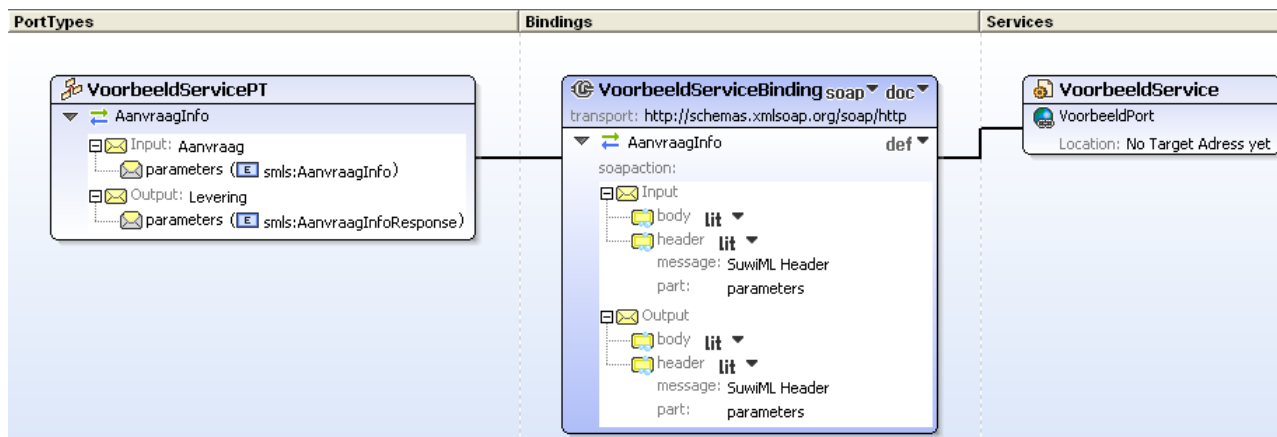 PortTypes
Bindings
Services
VoorbeeldServicePT
AanvraagInfo
Input: Aanvraag
parameters (E smls:AanvraagInfo)
Output: Levering
parameters (E smls:AanvraagInfoResponse)
VoorbeeldServiceBinding soap doc
transport: http://schemas.xmlsoap.org/soap/http
AanvraagInfo def
soapaction:
Input
body lit
header lit
message: SuwiML Header
part: parameters
Output
body lit
header lit
message: SuwiML Header
part: parameters
VoorbeeldService
VoorbeeldPort
Location: No Target Adress yet